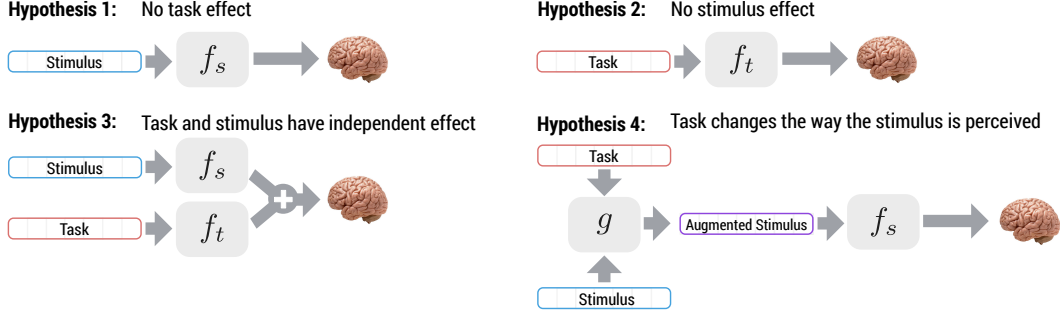 Hypothesis 1: No task effect
Stimulus
f_s
Hypothesis 2: No stimulus effect
Task
f_t
Hypothesis 3: Task and stimulus have independent effect
Stimulus
f_s
Task
f_t
Hypothesis 4: Task changes the way the stimulus is perceived
Task
g
Augmented Stimulus
f_s
Stimulus